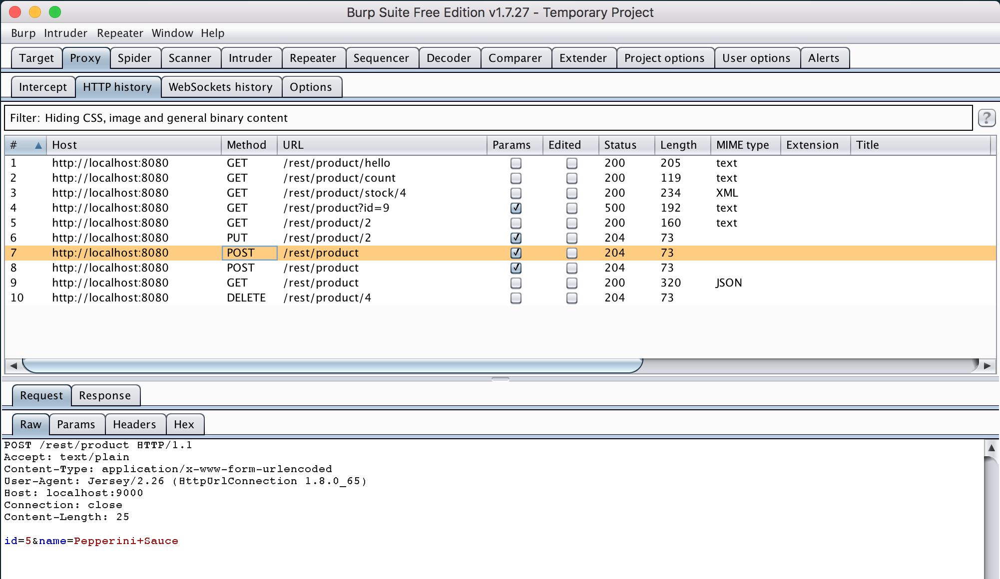 Burp Suite Free Edition v1.7.27 - Temporary Project
Burp Intruder Repeater Window Help
Target Proxy Spider Scanner Intruder Repeater Sequencer Decoder Comparer Extender Project options User options Alerts
Intercept HTTP history WebSockets history Options
Filter: Hiding CSS, image and general binary content
?
# Host Method URL Params Edited Status Length MIME type Extension Title
1 http://localhost:8080 GET /rest/product/hello 200 205 text
2 http://localhost:8080 GET /rest/product/count 200 119 text
3 http://localhost:8080 GET /rest/product/stock/4 200 234 XML
4 http://localhost:8080 GET /rest/product?id=9 500 192 text
5 http://localhost:8080 GET /rest/product/2 200 160 text
6 http://localhost:8080 PUT /rest/product/2 204 73
7 http://localhost:8080 POST /rest/product 204 73
8 http://localhost:8080 POST /rest/product 204 73
9 http://localhost:8080 GET /rest/product 200 320 JSON
10 http://localhost:8080 DELETE /rest/product/4 204 73
Request Response
Raw Params Headers Hex
POST /rest/product HTTP/1.1
Accept: text/plain
Content-Type: application/x-www-form-urlencoded
User-Agent: Jersey/2.26 (HttpUrlConnection 1.8.0_65)
Host: localhost:9000
Connection: close
Content-Length: 25
id=5&name=Pepperini+Sauce